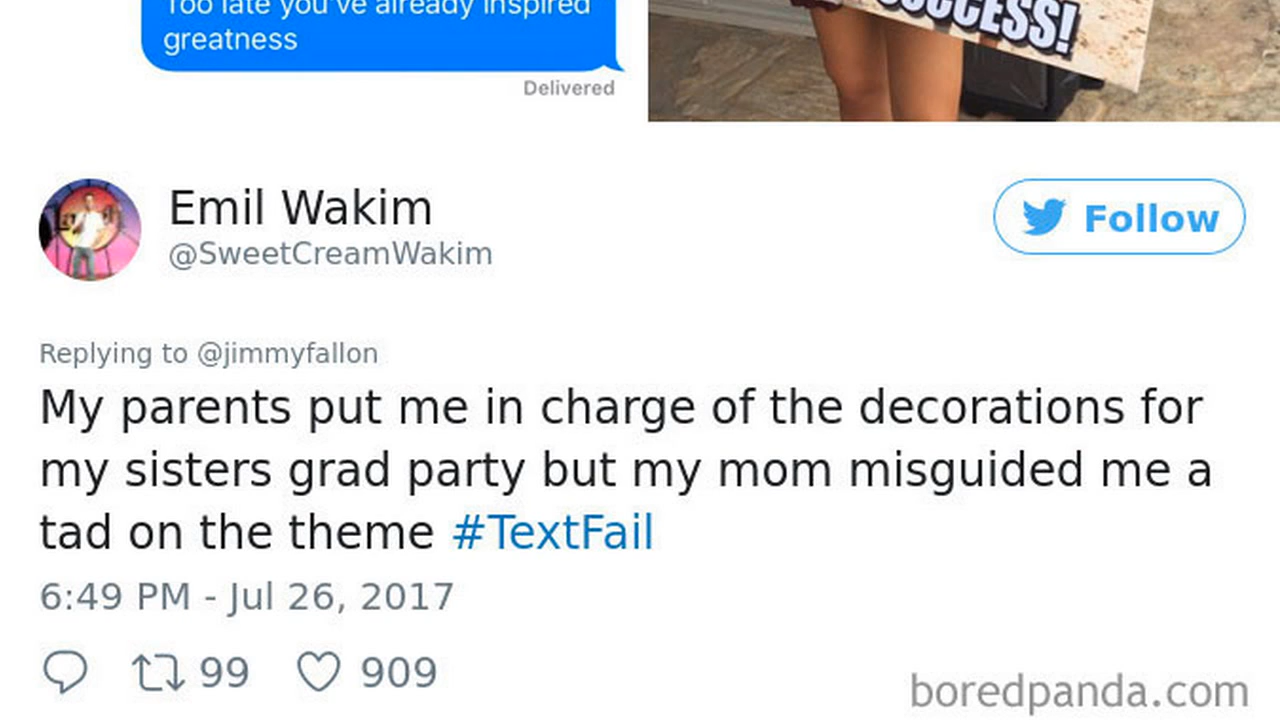 Too late you've already inspired
greatness
Delivered
SUCCESS!
Emil Wakim
@SweetCreamWakim
Follow
Replying to @jimmyfallon
My parents put me in charge of the decorations for
my sisters grad party but my mom misguided me a
tad on the theme #TextFail
6:49 PM - Jul 26, 2017
99 909
boredpanda.com